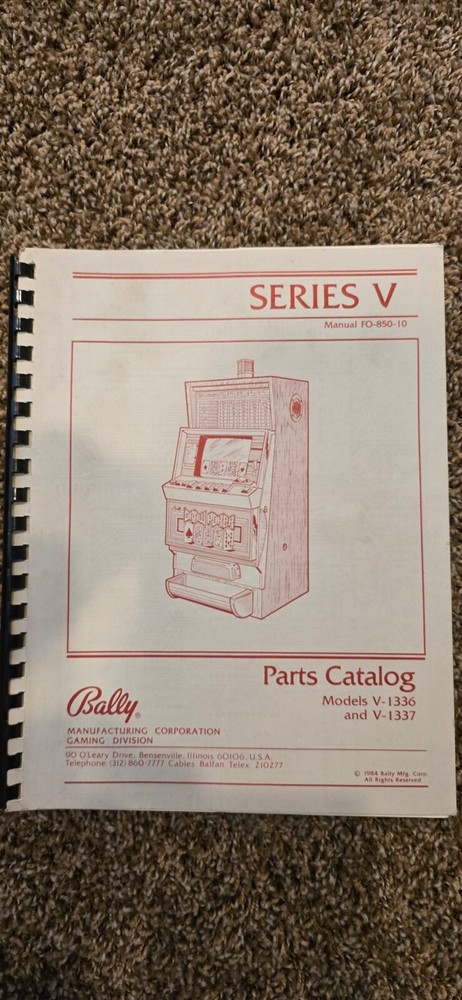 SERIES V
Manual FO-850-10
Parts Catalog
Models V-1336
and V-1337
Bally®
MANUFACTURING CORPORATION
GAMING DIVISION
90 O'Leary Drive, Bensenville, Illinois 60106, U.S.A.
Telephone: (312) 860-7777 Cables Balfan Telex 210277
© 1984 Bally Mfg. Corp.
All Rights Reserved